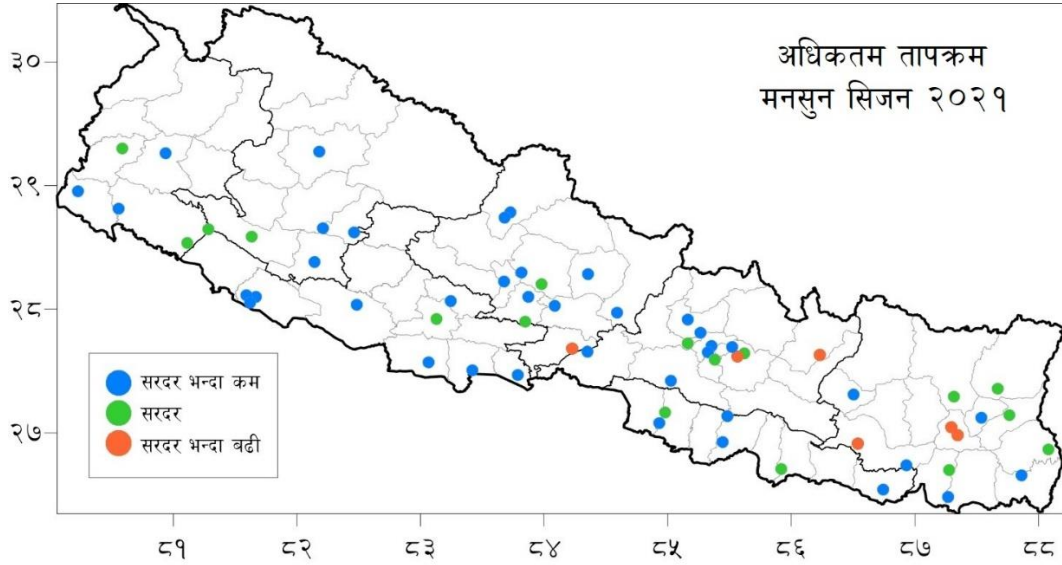 अधिकतम तापक्रम
मनसुन सिजन २०२१
३०
२९
२८
२७
सरदर भन्दा कम
सरदर
सरदर भन्दा बढी
८१ ८२ ८३ ८४ ८५ ८६ ८७ ८८